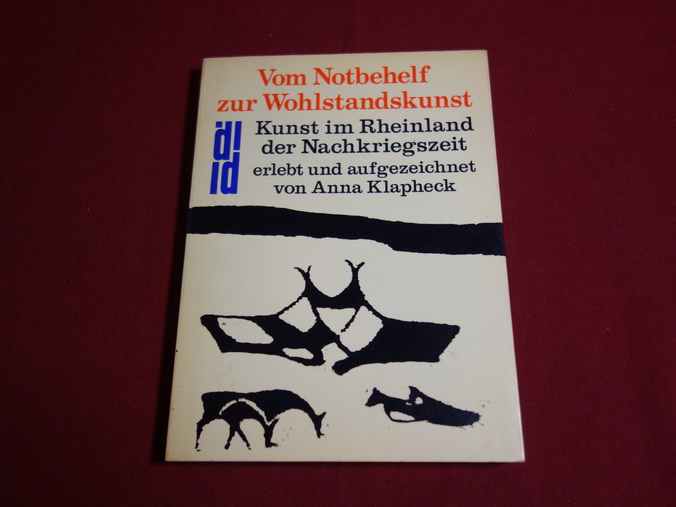 Vom Notbehelf
zur Wohlstandskunst
Kunst im Rheinland
der Nachkriegszeit
erlebt und aufgezeichnet
von Anna Klapheck